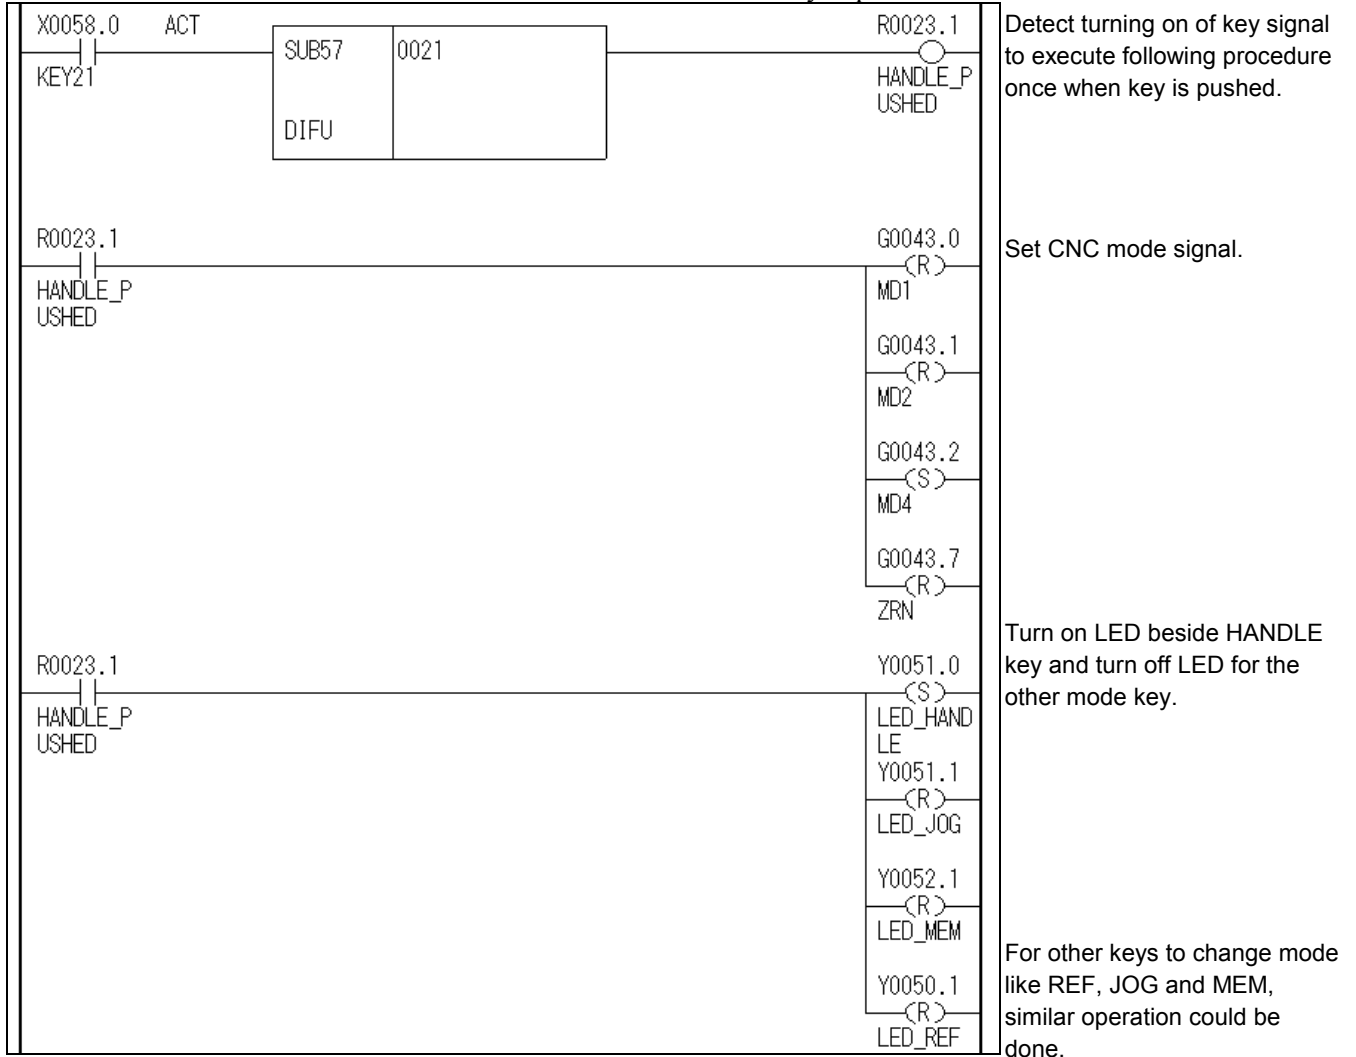 X0058.0 ACT
SUB57 0021
R0023.1
KEY21
HANDLE_P
USHED
DIFU
Detect turning on of key signal
to execute following procedure
once when key is pushed.
R0023.1
G0043.0
(R)
HANDLE_P
USHED
MD1
Set CNC mode signal.
G0043.1
(R)
MD2
G0043.2
(S)
MD4
G0043.7
(R)
ZRN
Turn on LED beside HANDLE
key and turn off LED for the
other mode key.
R0023.1
Y0051.0
(S)
HANDLE_P
USHED
LED_HAND
LE
Y0051.1
(R)
LED_JOG
Y0052.1
(R)
LED_MEM
Y0050.1
(R)
LED_REF
For other keys to change mode
like REF, JOG and MEM,
similar operation could be
done.